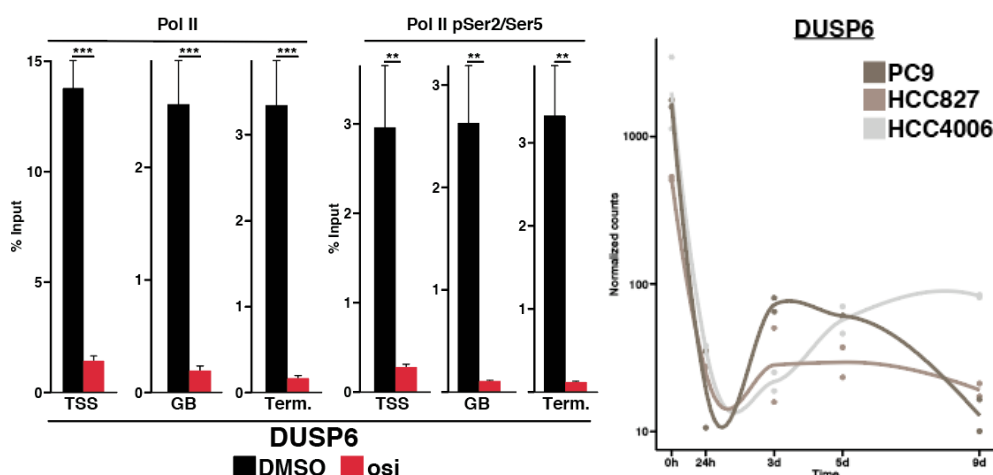 Pol II
Pol II pSer2/Ser5
*** *** *** ** ** **
% Input
15
10
5
0
TSS
2
1
0
GB
3
2
1
0
Term.
% Input
3
2
1
0
TSS
3
2
1
GB
3
2
1
Term.
DUSP6
DMSO osi
DUSP6
PC9
HCC827
HCC4006
Normalized counts
1000
100
10
0h 24h 3d 5d 9d
Time